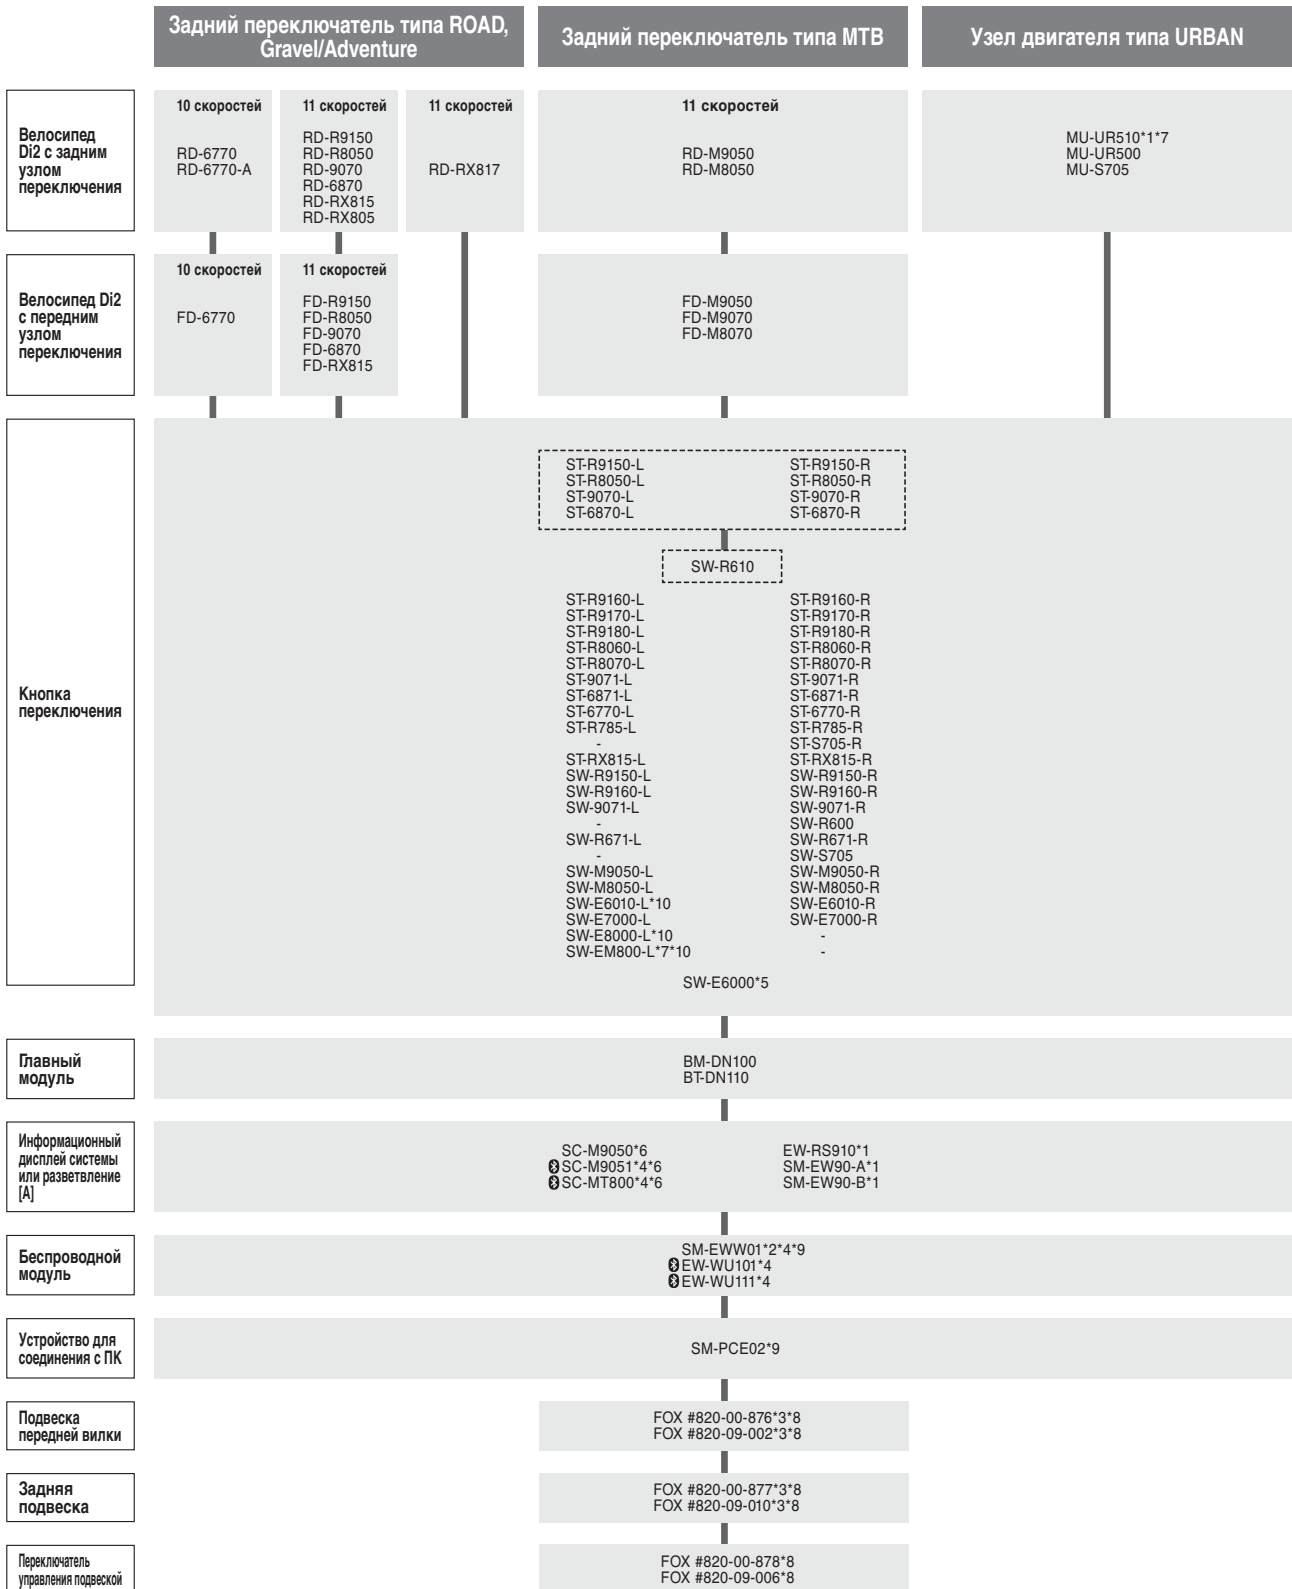 Задний переключатель типа ROAD,
Gravel/Adventure
Задний переключатель типа MTB
Узел двигателя типа URBAN
Велосипед
Di2 с задним
узлом
переключения
10 скоростей
RD-6770
RD-6770-A
11 скоростей
RD-R9150
RD-R8050
RD-9070
RD-6870
RD-RX815
RD-RX805
11 скоростей
RD-RX817
11 скоростей
RD-M9050
RD-M8050
MU-UR510*1*7
MU-UR500
MU-S705
Велосипед Di2
с передним
узлом
переключения
10 скоростей
FD-6770
11 скоростей
FD-R9150
FD-R8050
FD-9070
FD-6870
FD-RX815
FD-M9050
FD-M9070
FD-M8070
Кнопка
переключения
ST-R9150-L ST-R9150-R
ST-R8050-L ST-R8050-R
ST-9070-L ST-9070-R
ST-6870-L ST-6870-R
SW-R610
ST-R9160-L ST-R9160-R
ST-R9170-L ST-R9170-R
ST-R9180-L ST-R9180-R
ST-R8060-L ST-R8060-R
ST-R8070-L ST-R8070-R
ST-9071-L ST-9071-R
ST-6871-L ST-6871-R
ST-6770-L ST-6770-R
ST-R785-L ST-R785-R
- ST-S705-R
ST-RX815-L ST-RX815-R
SW-R9150-L SW-R9150-R
SW-R9160-L SW-R9160-R
SW-9071-L SW-9071-R
- SW-R600
SW-R671-L SW-R671-R
- SW-S705
SW-M9050-L SW-M9050-R
SW-M8050-L SW-M8050-R
SW-E6010-L*10 SW-E6010-R
SW-E7000-L SW-E7000-R
SW-E8000-L*10 -
SW-EM800-L*7*10 -
SW-E6000*5
Главный
модуль
BM-DN100
BT-DN110
Информационный
дисплей системы
или разветвление
[A]
SC-M9050*6 EW-RS910*1
SC-M9051*4*6 SM-EW90-A*1
SC-MT800*4*6 SM-EW90-B*1
Беспроводной
модуль
SM-EWW01*2*4*9
EW-WU101*4
EW-WU111*4
Устройство для
соединения с ПК
SM-PCE02*9
Подвеска
передней вилки
FOX #820-00-876*3*8
FOX #820-09-002*3*8
Задняя
подвеска
FOX #820-00-877*3*8
FOX #820-09-010*3*8
Переключатель
управления подвеской
FOX #820-00-878*8
FOX #820-09-006*8